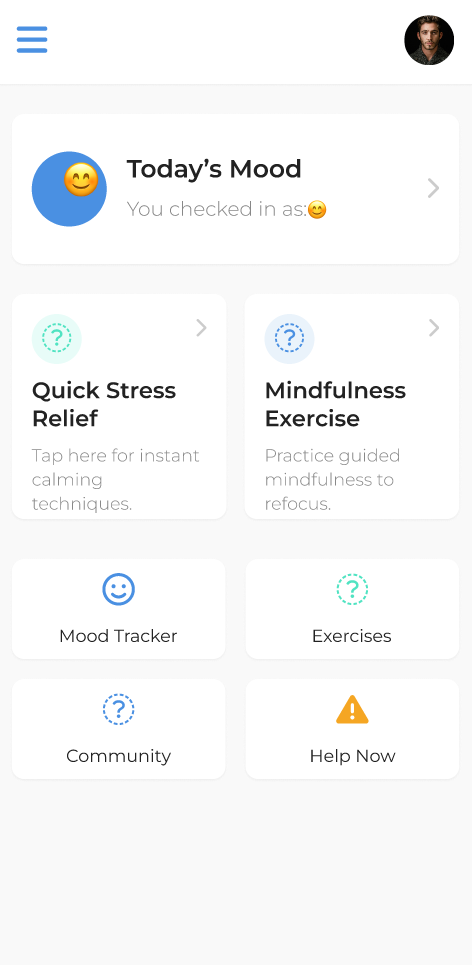 Today’s Mood
You checked in as:😊
Quick Stress
Relief
Tap here for instant
calming
techniques.
Mindfulness
Exercise
Practice guided
mindfulness to
refocus.
Mood Tracker
Exercises
Community
Help Now